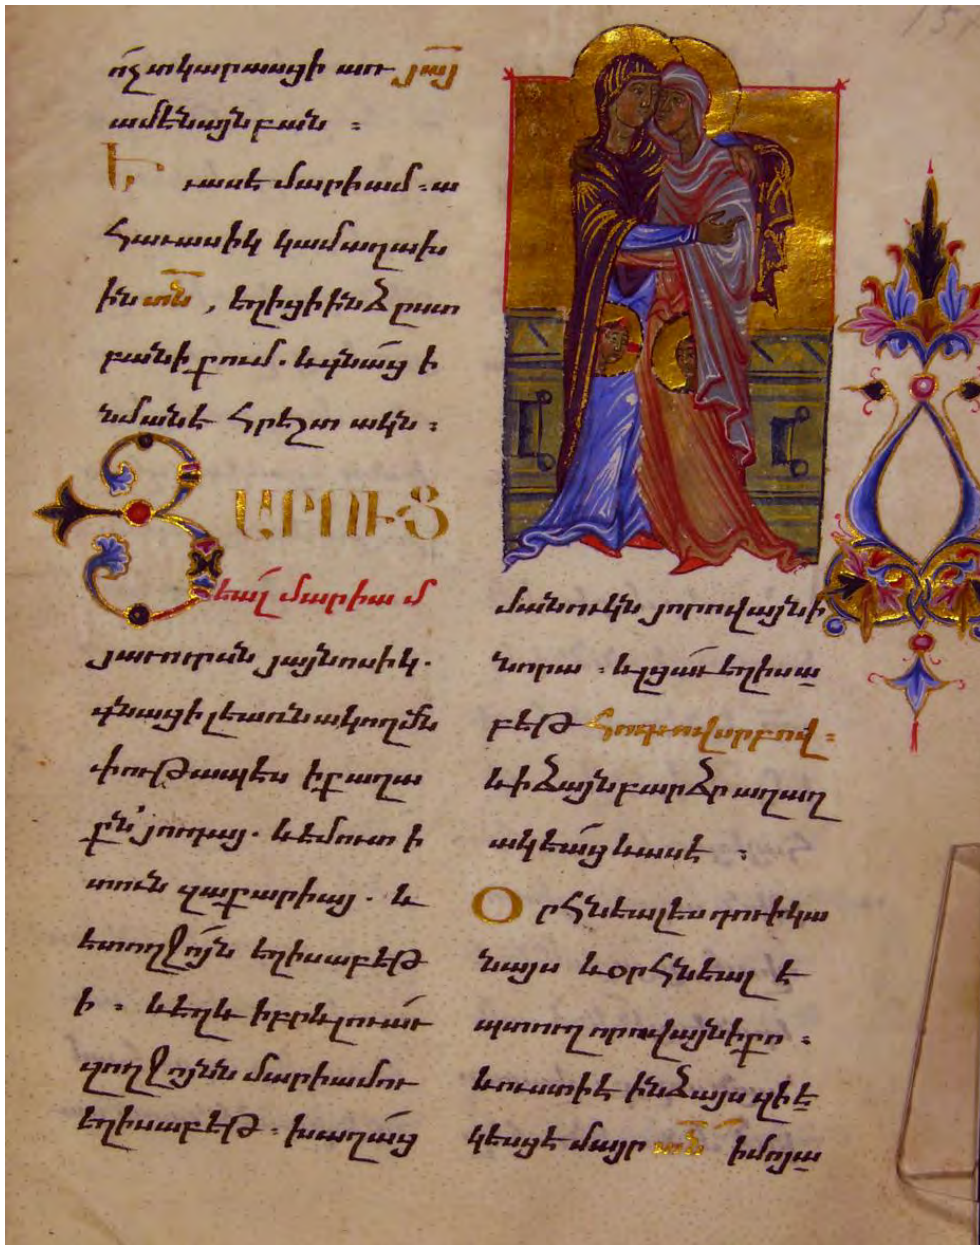 ոչ տկարասցի առ յայ
ամենայն բան ։
Եւ ասէ մարիամ ։ ա
հաւասիկ կամ աղախ
ին տն , եղիցի ինձ ըստ
բանի քում . և գնաց ի
նմանէ հրեշտակն ։
ՅԱՐՈՒՑ
եալ մարիամ
յաւուրսն յայնոսիկ .
գնաց ի լեառնակողմն
փութապէս ի քաղա
քն յուդայ . և եմուտ ի
տուն զաքարիայ . և
ետ ողջոյն եղիսաբեթ
ի ։ և եղև իբրև լուաւ
զողջոյնն մարիամու
եղիսաբեթ ։ խաղաց
մանուկն յորովայնի
նորա ։ և լցաւ եղիսա
բեթ հոգւով սրբով ։
և ի ձայն բարձր աղաղ
ակեաց և ասէ ։
Օրհնեալ ես դու ի կա
նայս և օրհնեալ է
պտուղ որովայնի քո ։
և ուստի է ինձ այս զի ե
կեսցէ մայր տն իմոյ ա